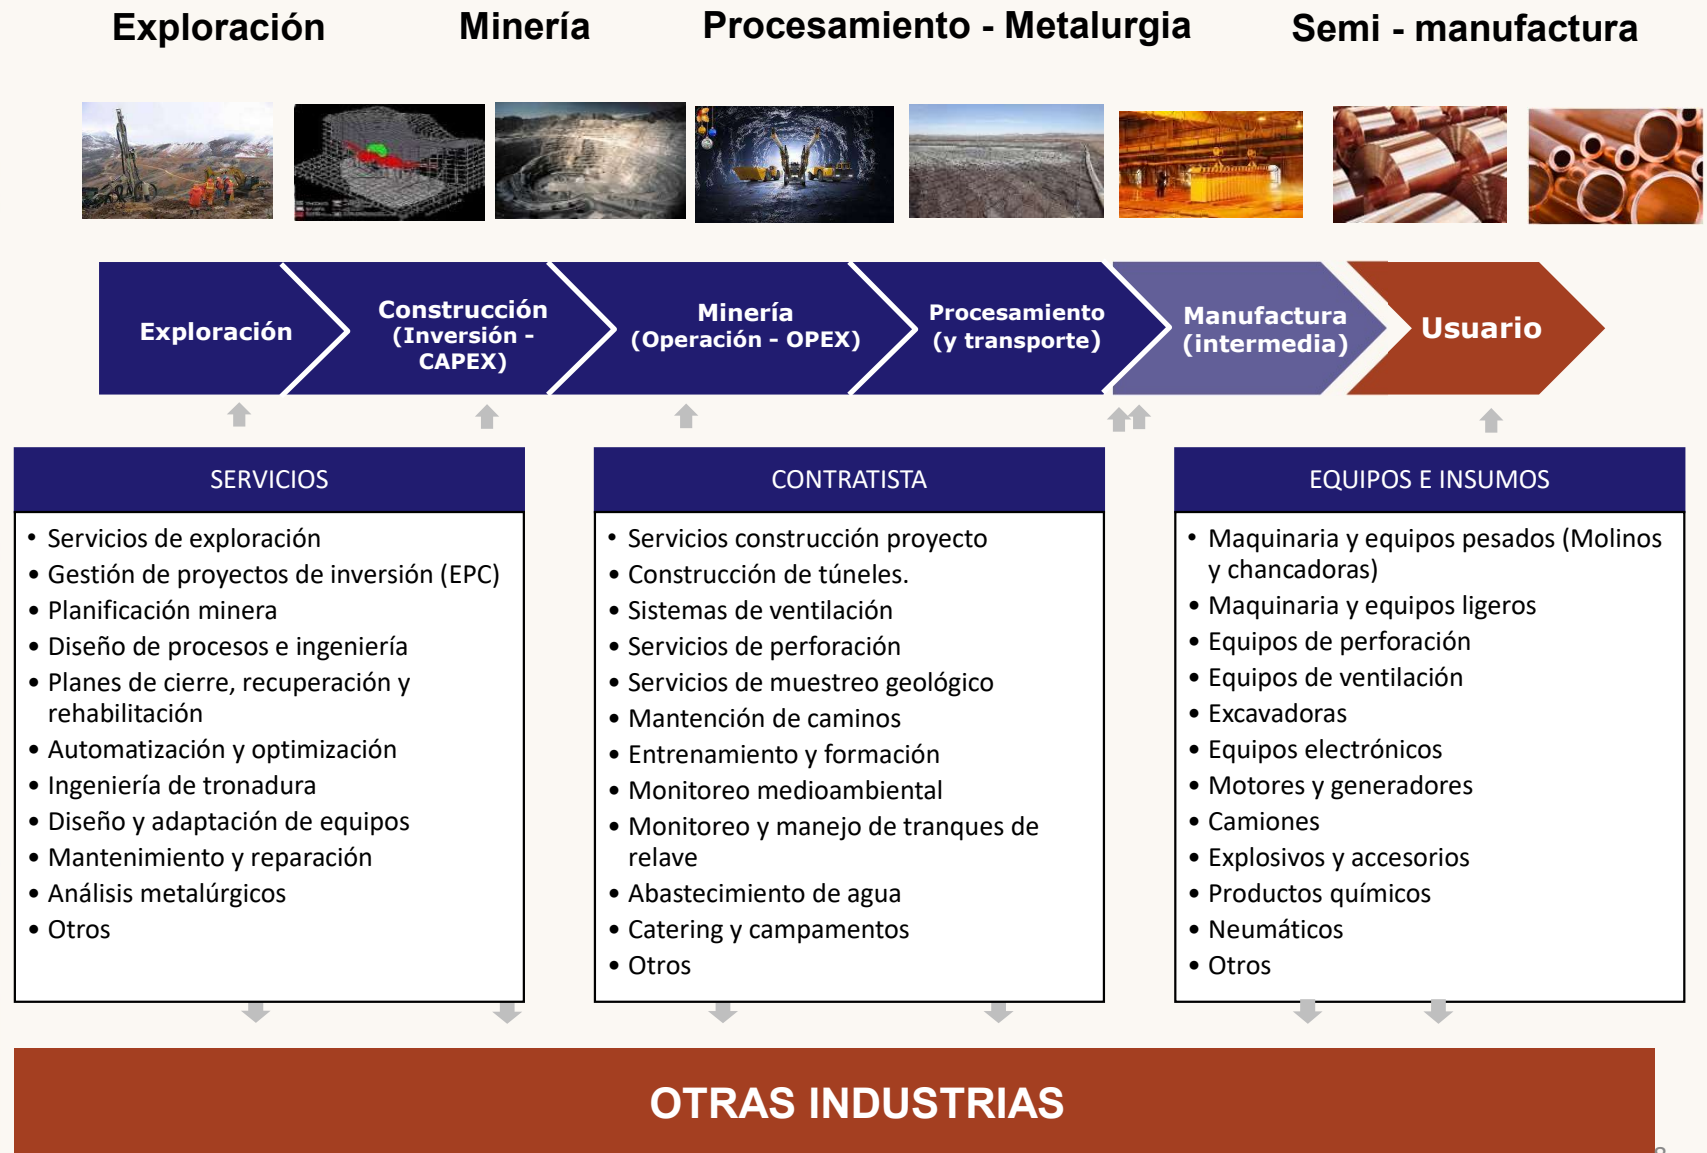 Exploración
Minería
Procesamiento - Metalurgia
Semi - manufactura
Exploración
Construcción
(Inversión -
CAPEX)
Minería
(Operación - OPEX)
Procesamiento
(y transporte)
Manufactura
(intermedia)
Usuario
SERVICIOS
• Servicios de exploración
• Gestión de proyectos de inversión (EPC)
• Planificación minera
• Diseño de procesos e ingeniería
• Planes de cierre, recuperación y
rehabilitación
• Automatización y optimización
• Ingeniería de tronadura
• Diseño y adaptación de equipos
• Mantenimiento y reparación
• Análisis metalúrgicos
• Otros
CONTRATISTA
• Servicios construcción proyecto
• Construcción de túneles.
• Sistemas de ventilación
• Servicios de perforación
• Servicios de muestreo geológico
• Mantención de caminos
• Entrenamiento y formación
• Monitoreo medioambiental
• Monitoreo y manejo de tranques de
relave
• Abastecimiento de agua
• Catering y campamentos
• Otros
EQUIPOS E INSUMOS
• Maquinaria y equipos pesados (Molinos
y chancadoras)
• Maquinaria y equipos ligeros
• Equipos de perforación
• Equipos de ventilación
• Excavadoras
• Equipos electrónicos
• Motores y generadores
• Camiones
• Explosivos y accesorios
• Productos químicos
• Neumáticos
• Otros
OTRAS INDUSTRIAS